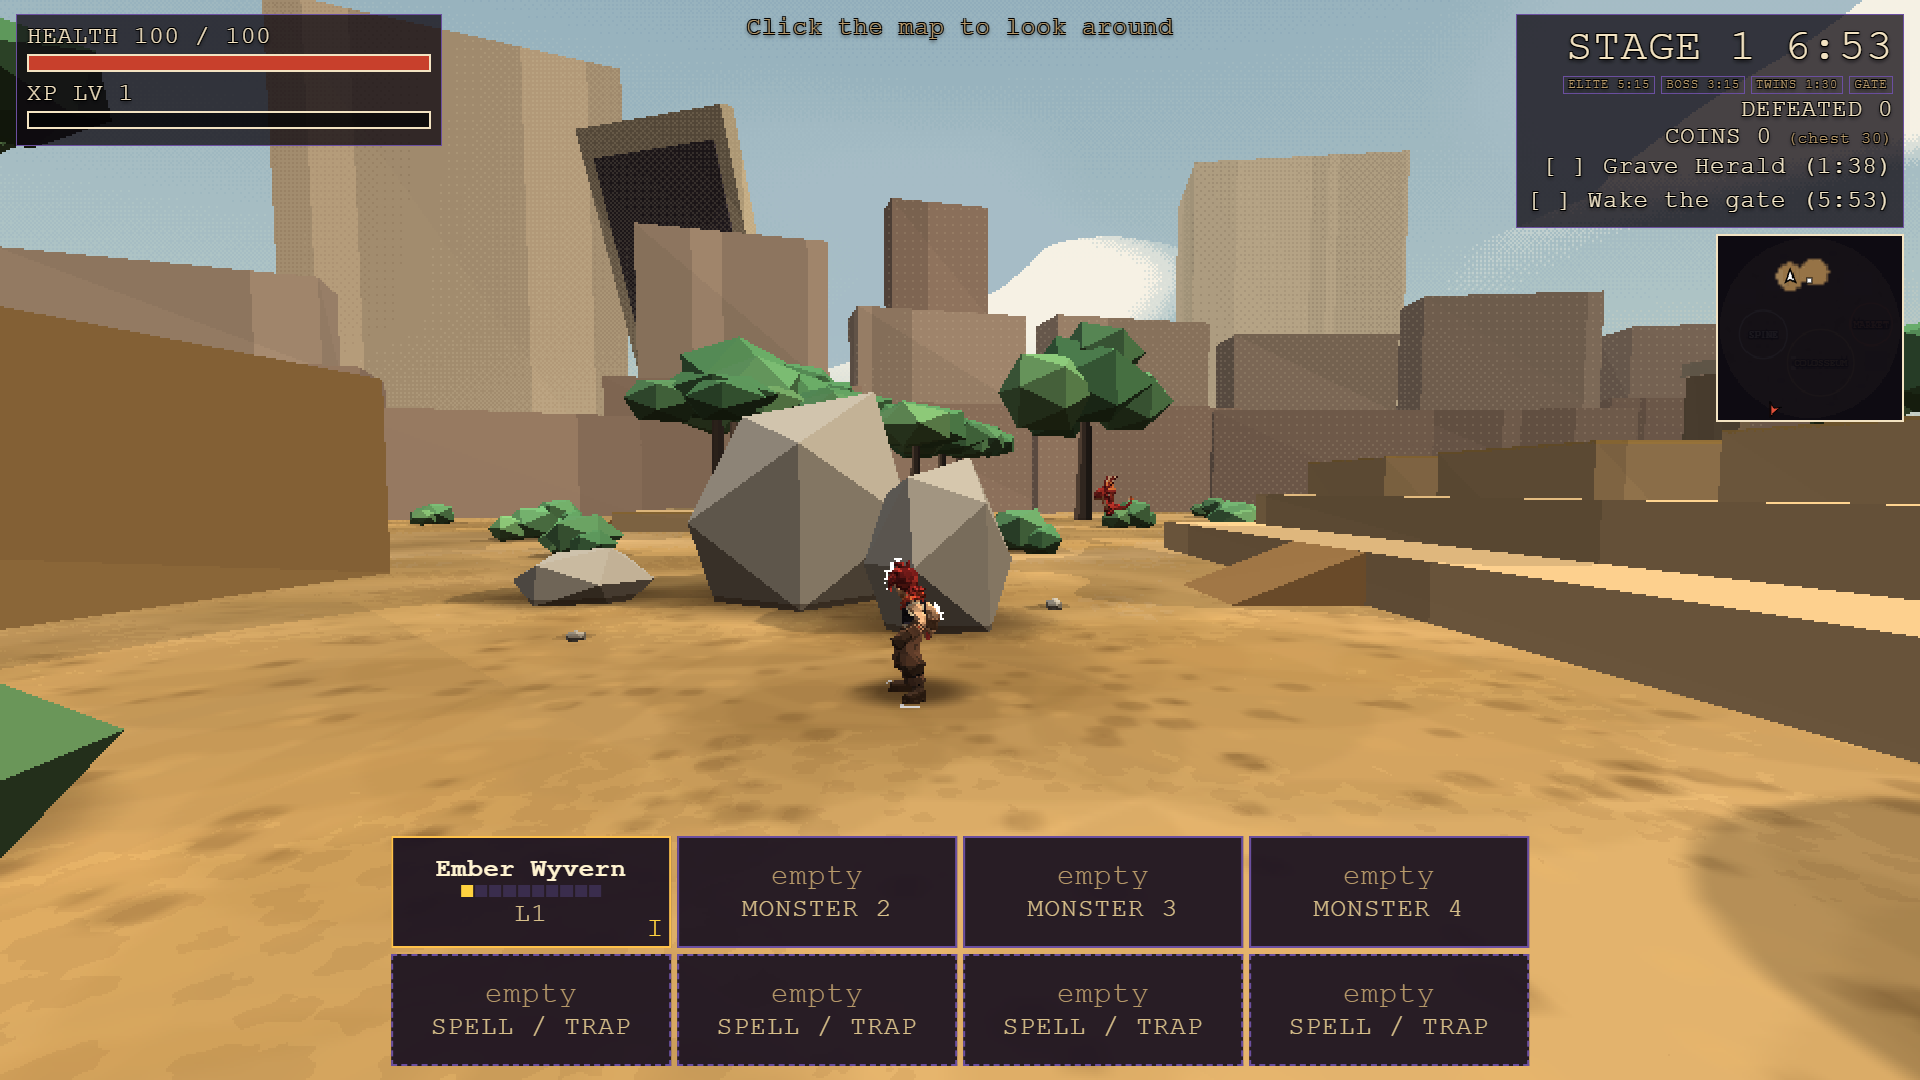 HEALTH 100 / 100
XP LV 1
Click the map to look around
STAGE 1 6:53
ELITE 5:15 BOSS 3:15 TWINS 1:30 GATE
DEFEATED 0
COINS 0 (chest 30)
[ ] Grave Herald (1:38)
[ ] Wake the gate (5:53)
Ember Wyvern
L1
I
empty
MONSTER 2
empty
MONSTER 3
empty
MONSTER 4
empty
SPELL / TRAP
empty
SPELL / TRAP
empty
SPELL / TRAP
empty
SPELL / TRAP